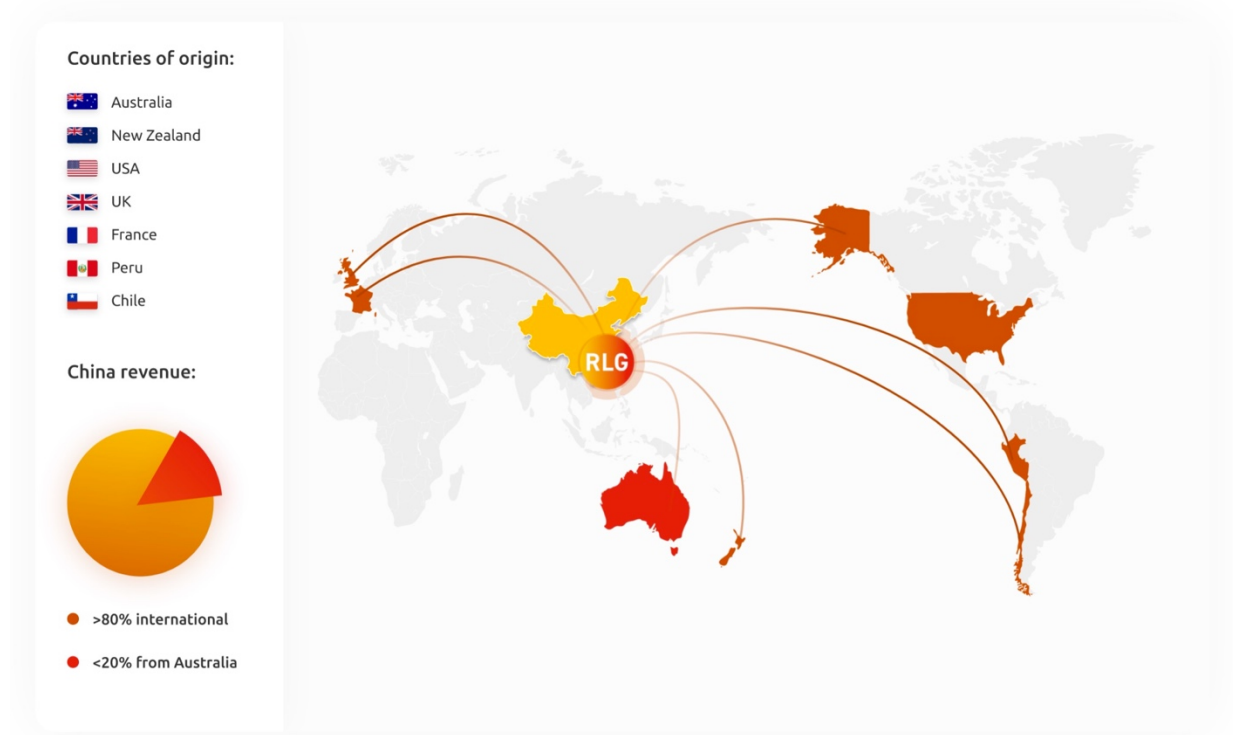 Countries of origin:
Australia
New Zealand
USA
UK
France
Peru
Chile
China revenue:
>80% international
<20% from Australia
RLG